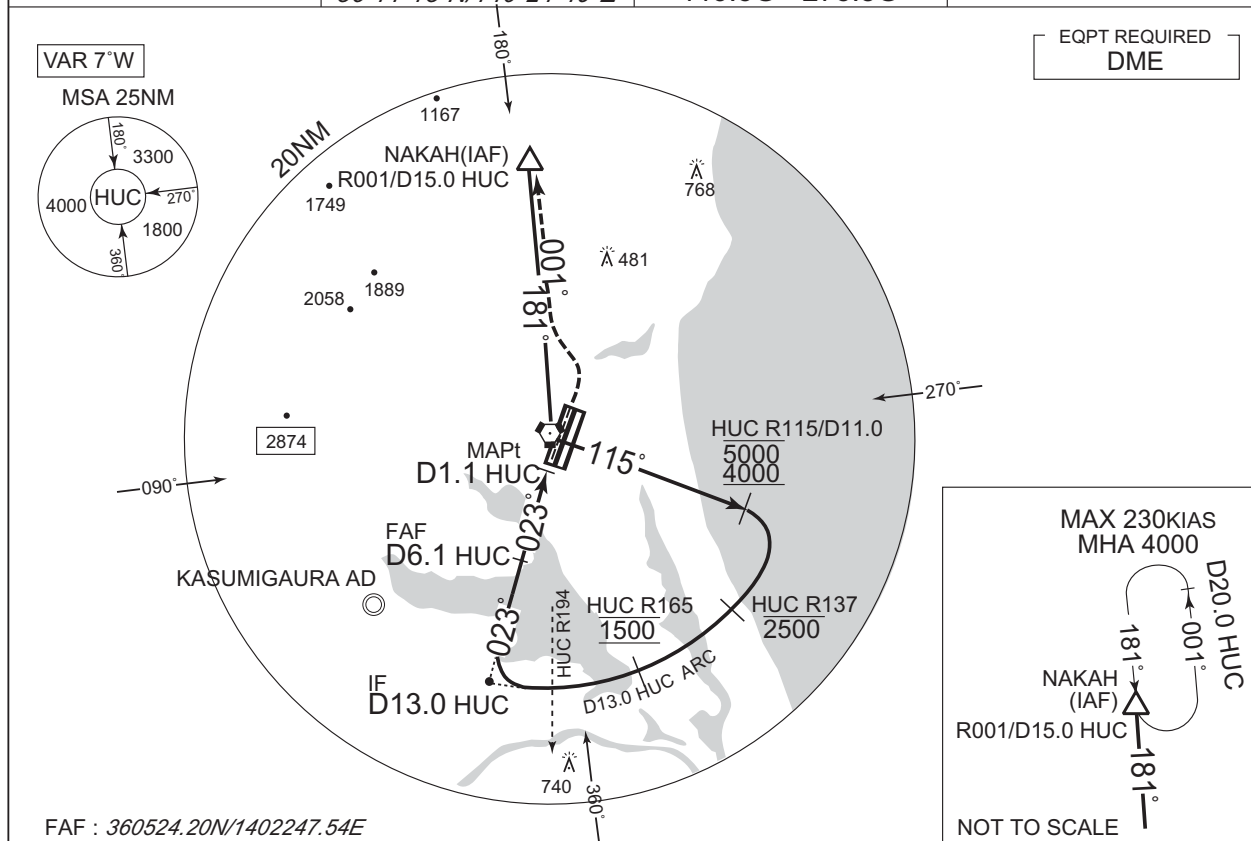 VAR 7°W
MSA 25NM
180°
3300
4000
HUC
270°
1800
360°
180°
EQPT REQUIRED
DME
20NM
1167
NAKAH(IAF)
R001/D15.0 HUC
768
1749
481
001°
181°
1889
2058
270°
2874
090°
MAPt
D1.1 HUC
115°
HUC R115/D11.0
5000
4000
023°
FAF
D6.1 HUC
KASUMIGAURA AD
023°
HUC R194
HUC R165
1500
HUC R137
2500
IF
D13.0 HUC
D13.0 HUC ARC
740
360°
FAF : 360524.20N/1402247.54E
MAX 230KIAS
MHA 4000
D20.0 HUC
181°
001°
NAKAH
(IAF)
R001/D15.0 HUC
181°
NOT TO SCALE